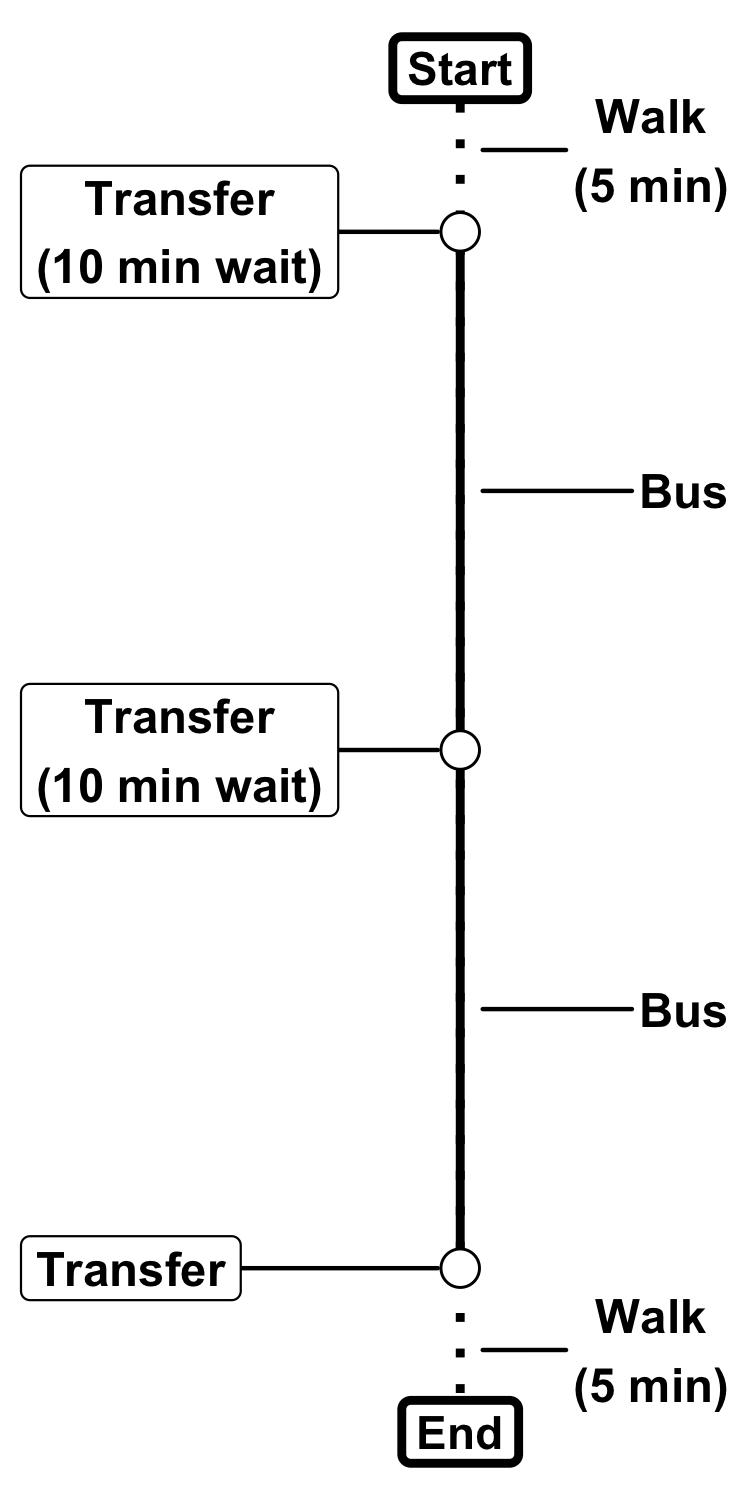 Start
Walk
(5 min)
Transfer
(10 min wait)
Bus
Transfer
(10 min wait)
Bus
Transfer
Walk
(5 min)
End